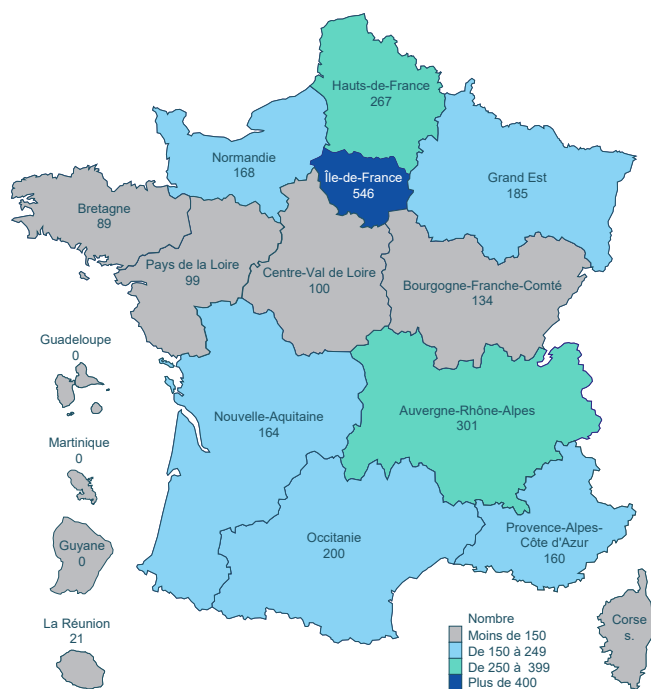 Hauts-de-France
267
Normandie
168
Île-de-France
546
Grand Est
185
Bretagne
89
Pays de la Loire
99
Centre-Val de Loire
100
Bourgogne-Franche-Comté
134
Guadeloupe
0
Nouvelle-Aquitaine
164
Auvergne-Rhône-Alpes
301
Martinique
0
Guyane
0
Occitanie
200
Provence-Alpes-
Côte d'Azur
160
La Réunion
21
Corse
s.
Nombre
Moins de 150
De 150 à 249
De 250 à 399
Plus de 400